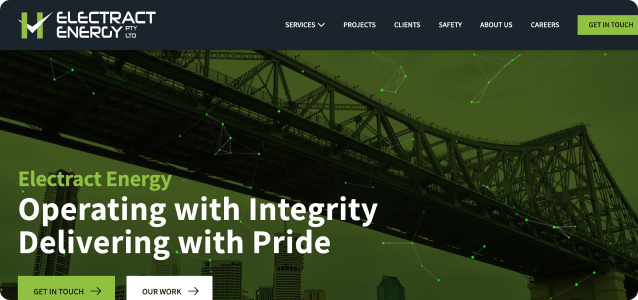 ELECTRACT
ENERGY PTY
LTD
SERVICES
PROJECTS
CLIENTS
SAFETY
ABOUT US
CAREERS
GET IN TOUCH
Electract Energy
Operating with Integrity
Delivering with Pride
GET IN TOUCH
OUR WORK